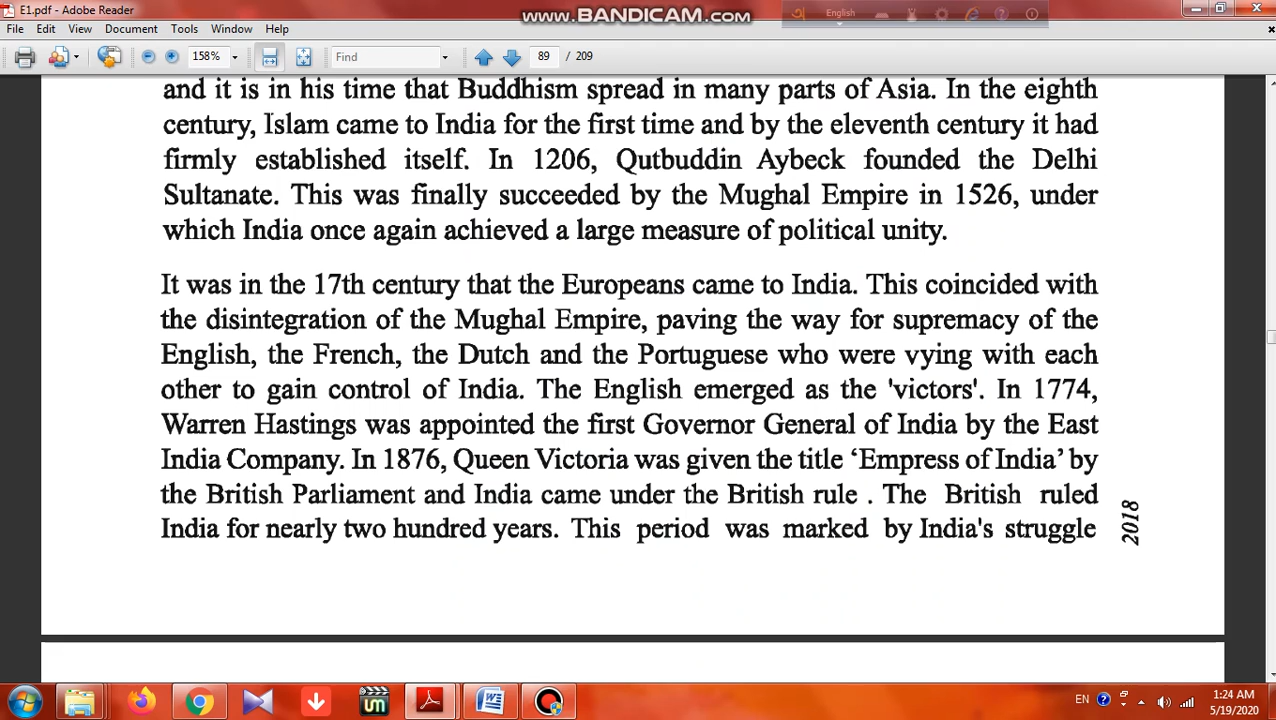 E1.pdf - Adobe Reader
www.BANDICAM.com
English
File Edit View Document Tools Window Help
158% Find 89 / 209
and it is in his time that Buddhism spread in many parts of Asia. In the eighth
century, Islam came to India for the first time and by the eleventh century it had
firmly established itself. In 1206, Qutbuddin Aybeck founded the Delhi
Sultanate. This was finally succeeded by the Mughal Empire in 1526, under
which India once again achieved a large measure of political unity.
It was in the 17th century that the Europeans came to India. This coincided with
the disintegration of the Mughal Empire, paving the way for supremacy of the
English, the French, the Dutch and the Portuguese who were vying with each
other to gain control of India. The English emerged as the 'victors'. In 1774,
Warren Hastings was appointed the first Governor General of India by the East
India Company. In 1876, Queen Victoria was given the title ‘Empress of India’ by
the British Parliament and India came under the British rule . The British ruled
India for nearly two hundred years. This period was marked by India's struggle
2018
EN
1:24 AM
5/19/2020